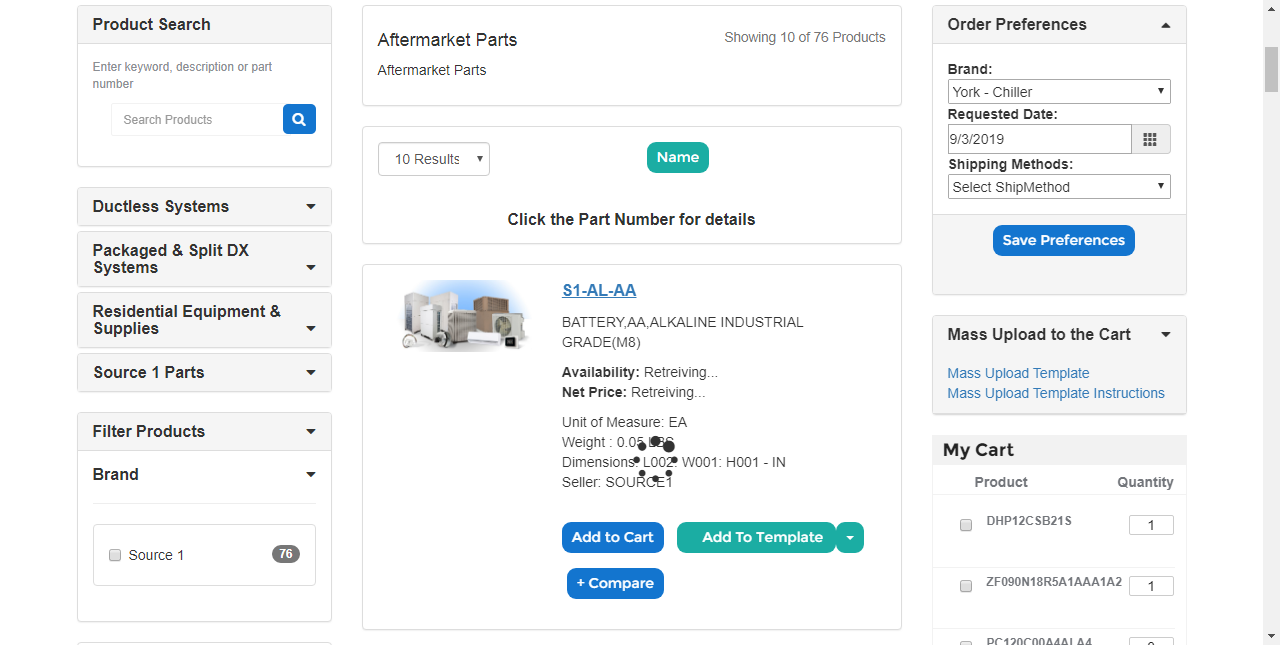 Product Search
Enter keyword, description or part
number
Search Products
Ductless Systems
Packaged & Split DX
Systems
Residential Equipment &
Supplies
Source 1 Parts
Filter Products
Brand
Source 1
76
Aftermarket Parts
Showing 10 of 76 Products
Aftermarket Parts
10 Results
Name
Click the Part Number for details
S1-AL-AA
BATTERY,AA,ALKALINE INDUSTRIAL
GRADE(M8)
Availability: Retreiving...
Net Price: Retreiving...
Unit of Measure: EA
Weight : 0.05 LBS
Dimensions: L002: W001: H001 - IN
Seller: SOURCE1
Add to Cart
Add To Template
+ Compare
Order Preferences
Brand:
York - Chiller
Requested Date:
9/3/2019
Shipping Methods:
Select ShipMethod
Save Preferences
Mass Upload to the Cart
Mass Upload Template
Mass Upload Template Instructions
My Cart
Product Quantity
DHP12CSB21S 1
ZF090N18R5A1AAA1A2 1
PC120C00A4ALA4